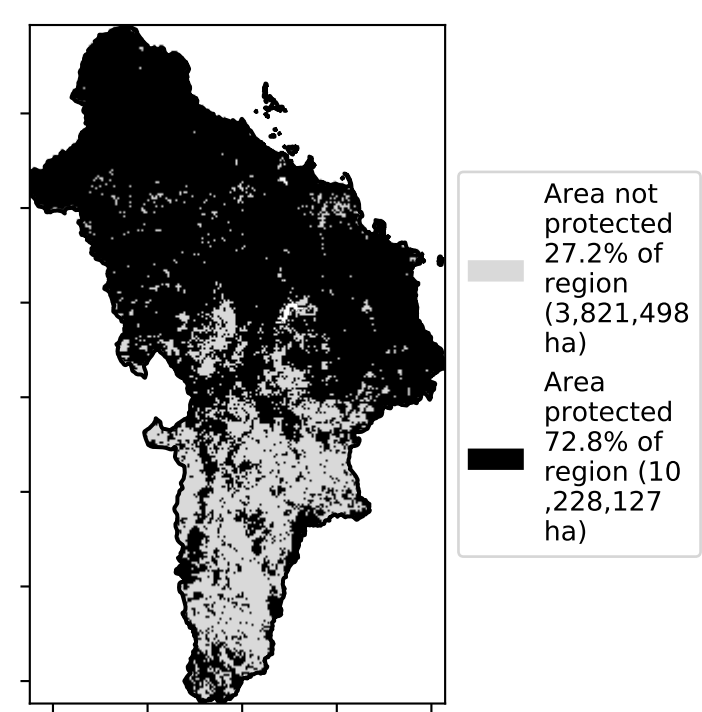 Area not
protected
27.2% of
region
(3,821,498
ha)
Area
protected
72.8% of
region (10
,228,127
ha)